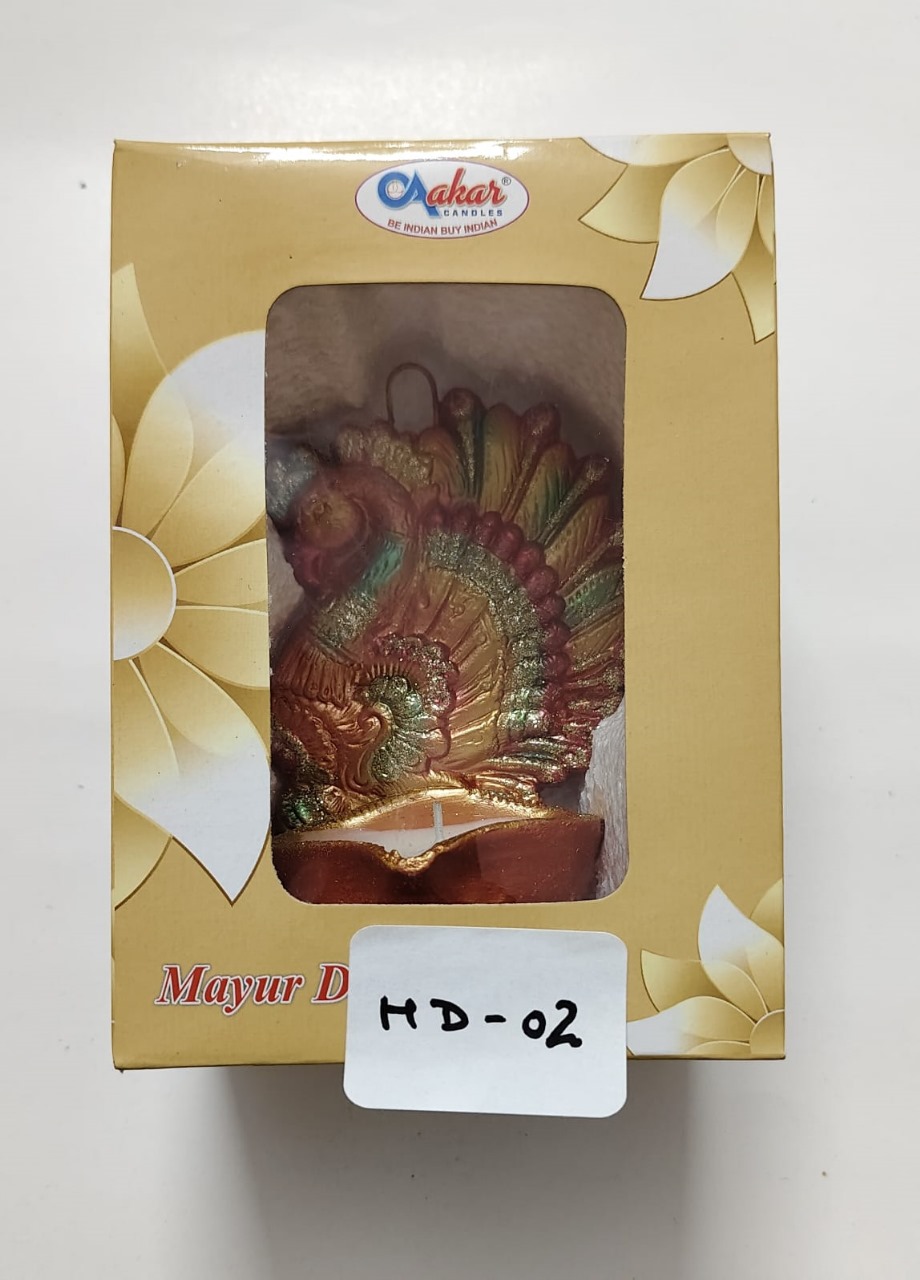 Aakar®
CANDLES
BE INDIAN BUY INDIAN
Mayur D
HD-02